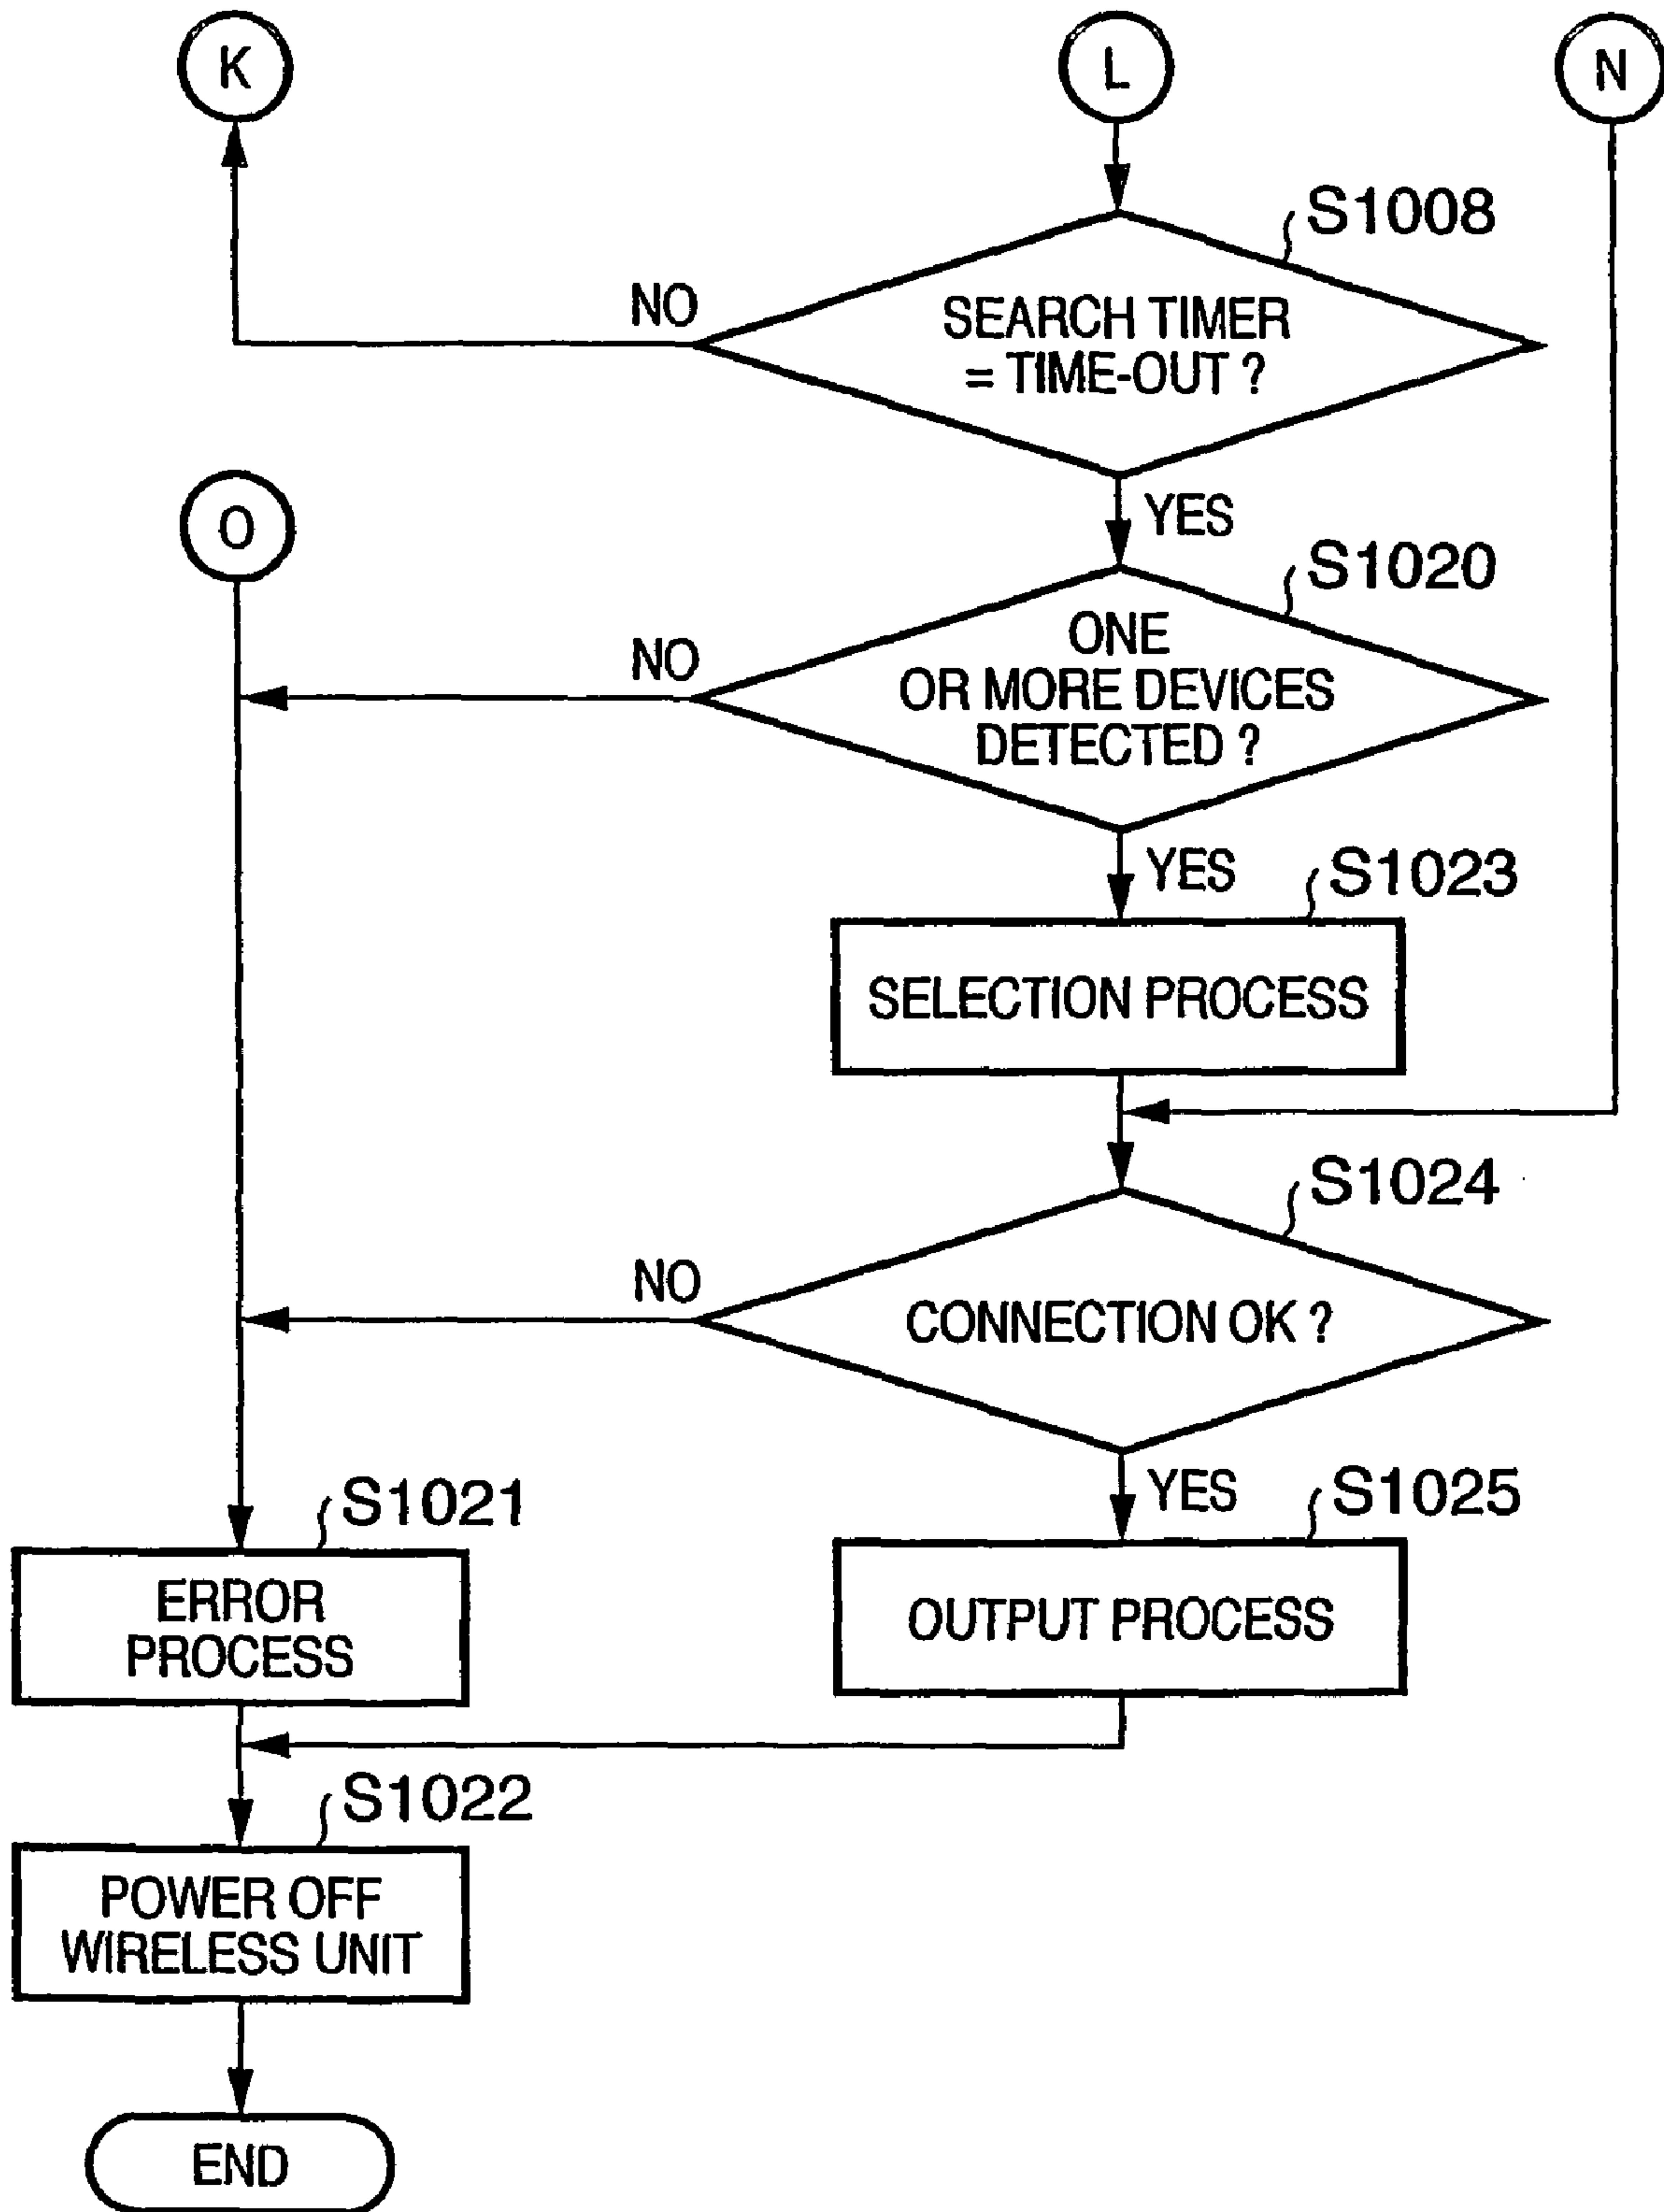 K
L
N
S1008
NO
SEARCH TIMER
= TIME-OUT ?
YES
O
S1020
NO
ONE
OR MORE DEVICES
DETECTED ?
YES
S1023
SELECTION PROCESS
S1024
NO
CONNECTION OK ?
YES
S1021
S1025
ERROR
PROCESS
OUTPUT PROCESS
S1022
POWER OFF
WIRELESS UNIT
END